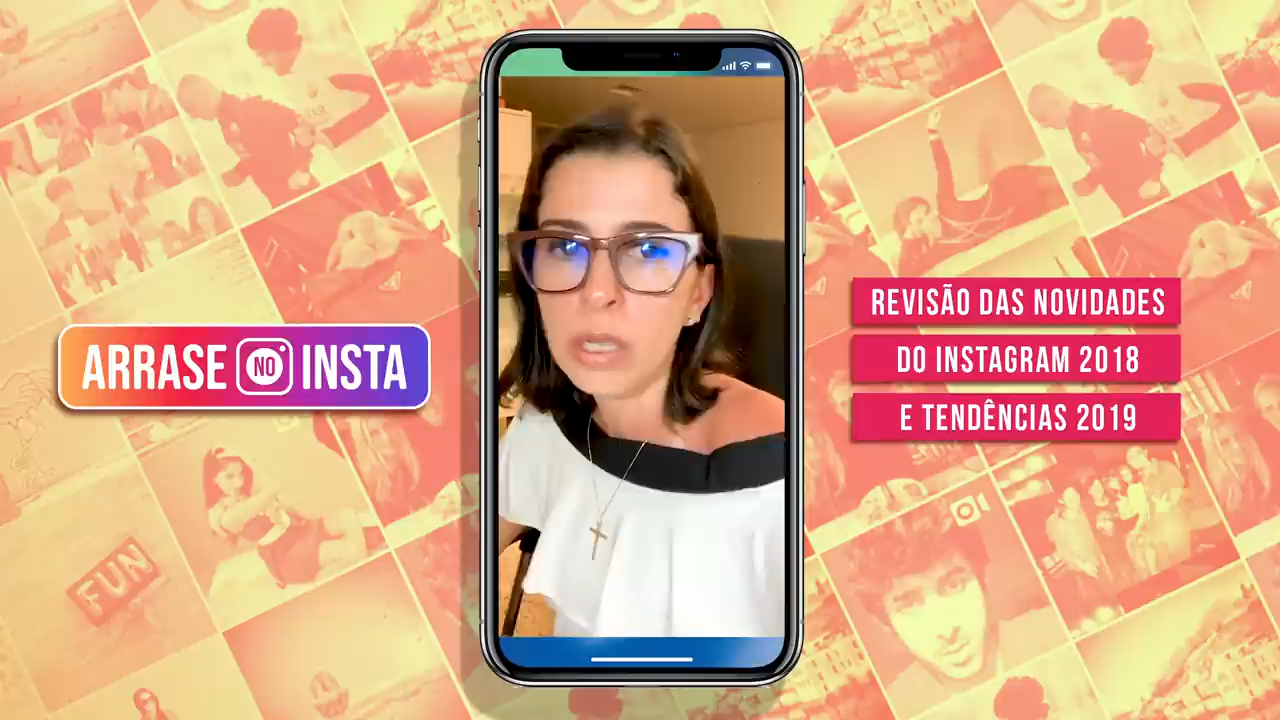 ARRASE NO INSTA
REVISÃO DAS NOVIDADES
DO INSTAGRAM 2018
E TENDÊNCIAS 2019
FUN